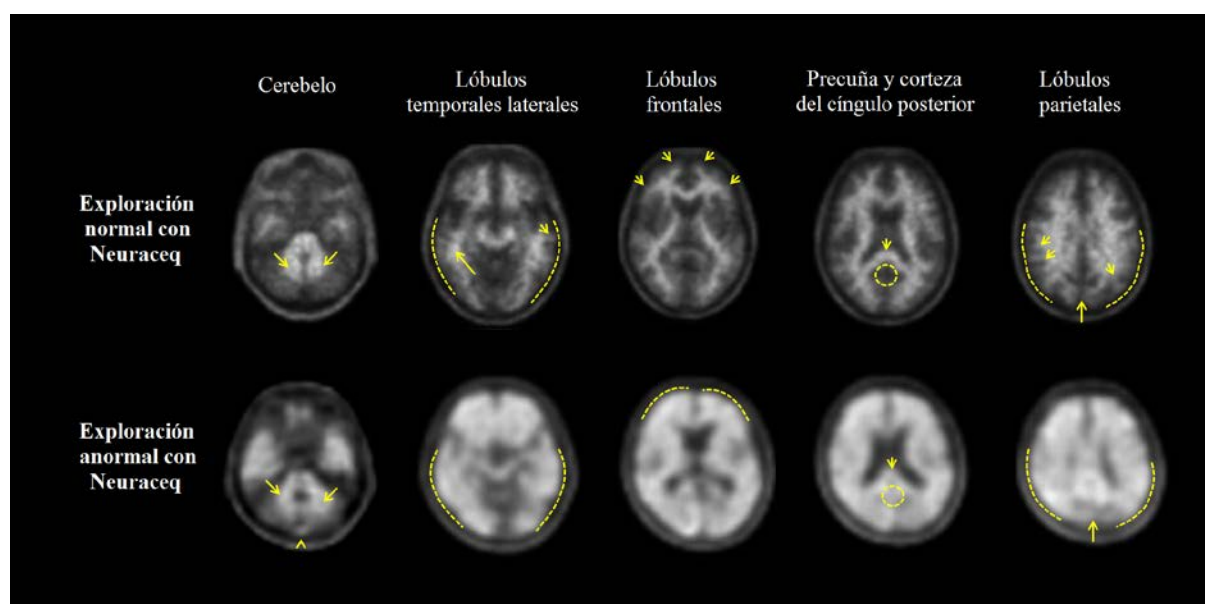 Cerebelo
Lóbulos
temporales laterales
Lóbulos
frontales
Precuña y corteza
del cíngulo posterior
Lóbulos
parietales
Exploración
normal con
Neuraceq
Exploración
anormal con
Neuraceq